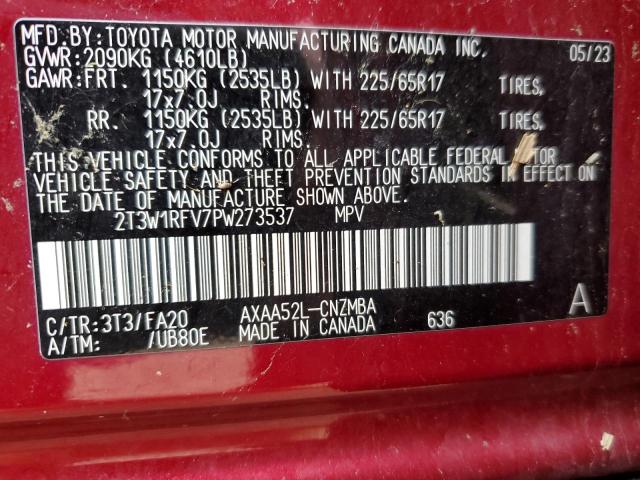 MFD.BY:TOYOTA MOTOR MANUFACTURING CANADA INC.
GVWR:2090KG (4610LB) 05/23
GAWR:FRT. 1150KG (2535LB) WITH 225/65R17 TIRES,
17x7.0J RIMS.
RR. 1150KG (2535LB) WITH 225/65R17 TIRES,
17x7.0J RIMS.
THIS VEHICLE CONFORMS TO ALL APPLICABLE FEDERAL MOTOR
VEHICLE SAFETY AND THEFT PREVENTION STANDARDS IN EFFECT ON
THE DATE OF MANUFACTURE SHOWN ABOVE.
2T3W1RFV7PW273537 MPV
C/TR:3T3/FA20 AXAA52L-CNZMBA A
A/TM: /UB80E MADE IN CANADA 636